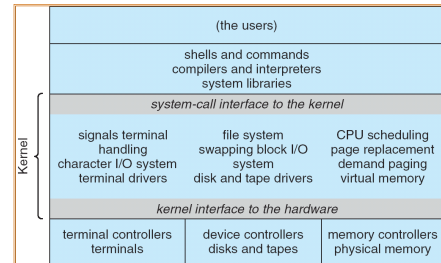 (the users)
shells and commands
compilers and interpreters
system libraries
system-call interface to the kernel
Kernel
signals terminal
handling
character I/O system
terminal drivers
file system
swapping block I/O
system
disk and tape drivers
CPU scheduling
page replacement
demand paging
virtual memory
kernel interface to the hardware
terminal controllers
terminals
device controllers
disks and tapes
memory controllers
physical memory